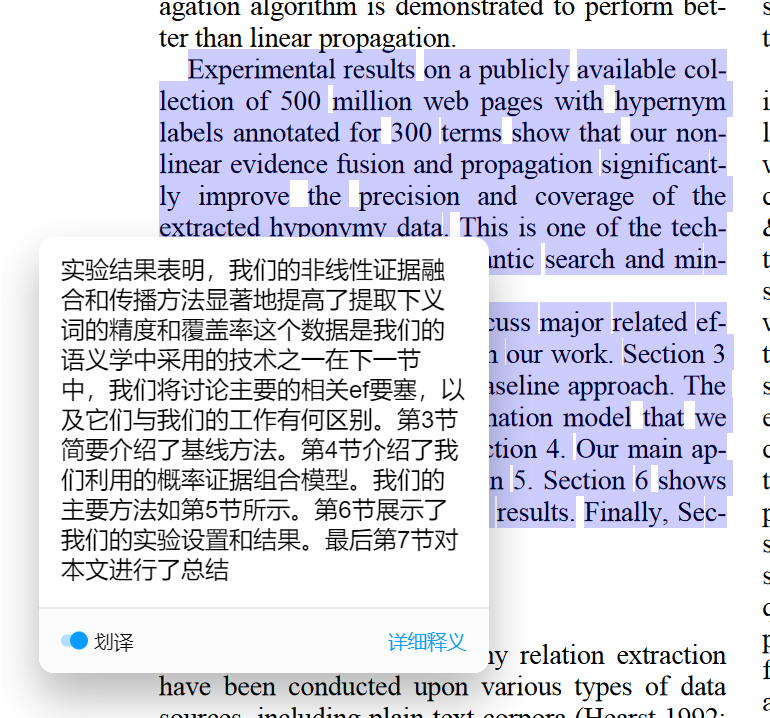 agation algorithm is demonstrated to perform bet-
ter than linear propagation.
Experimental results on a publicly available col-
lection of 500 million web pages with hypernym
labels annotated for 300 terms show that our non-
linear evidence fusion and propagation significant-
ly improve the precision and coverage of the
extracted hyponymy data. This is one of the tech-
antic search and min-
cuss major related ef-
n our work. Section 3
aseline approach. The
nation model that we
ction 4. Our main ap-
n 5. Section 6 shows
results. Finally, Sec-
实验结果表明，我们的非线性证据融
合和传播方法显著地提高了提取下义
词的精度和覆盖率这个数据是我们的
语义学中采用的技术之一在下一节
中，我们将讨论主要的相关ef要塞，以
及它们与我们的工作有何区别。第3节
简要介绍了基线方法。第4节介绍了我
们利用的概率证据组合模型。我们的
主要方法如第5节所示。第6节展示了
我们的实验设置和结果。最后第7节对
本文进行了总结
划译
详细释义
ny relation extraction
have been conducted upon various types of data
sources, including plain-text corpora (Hearst 1992;